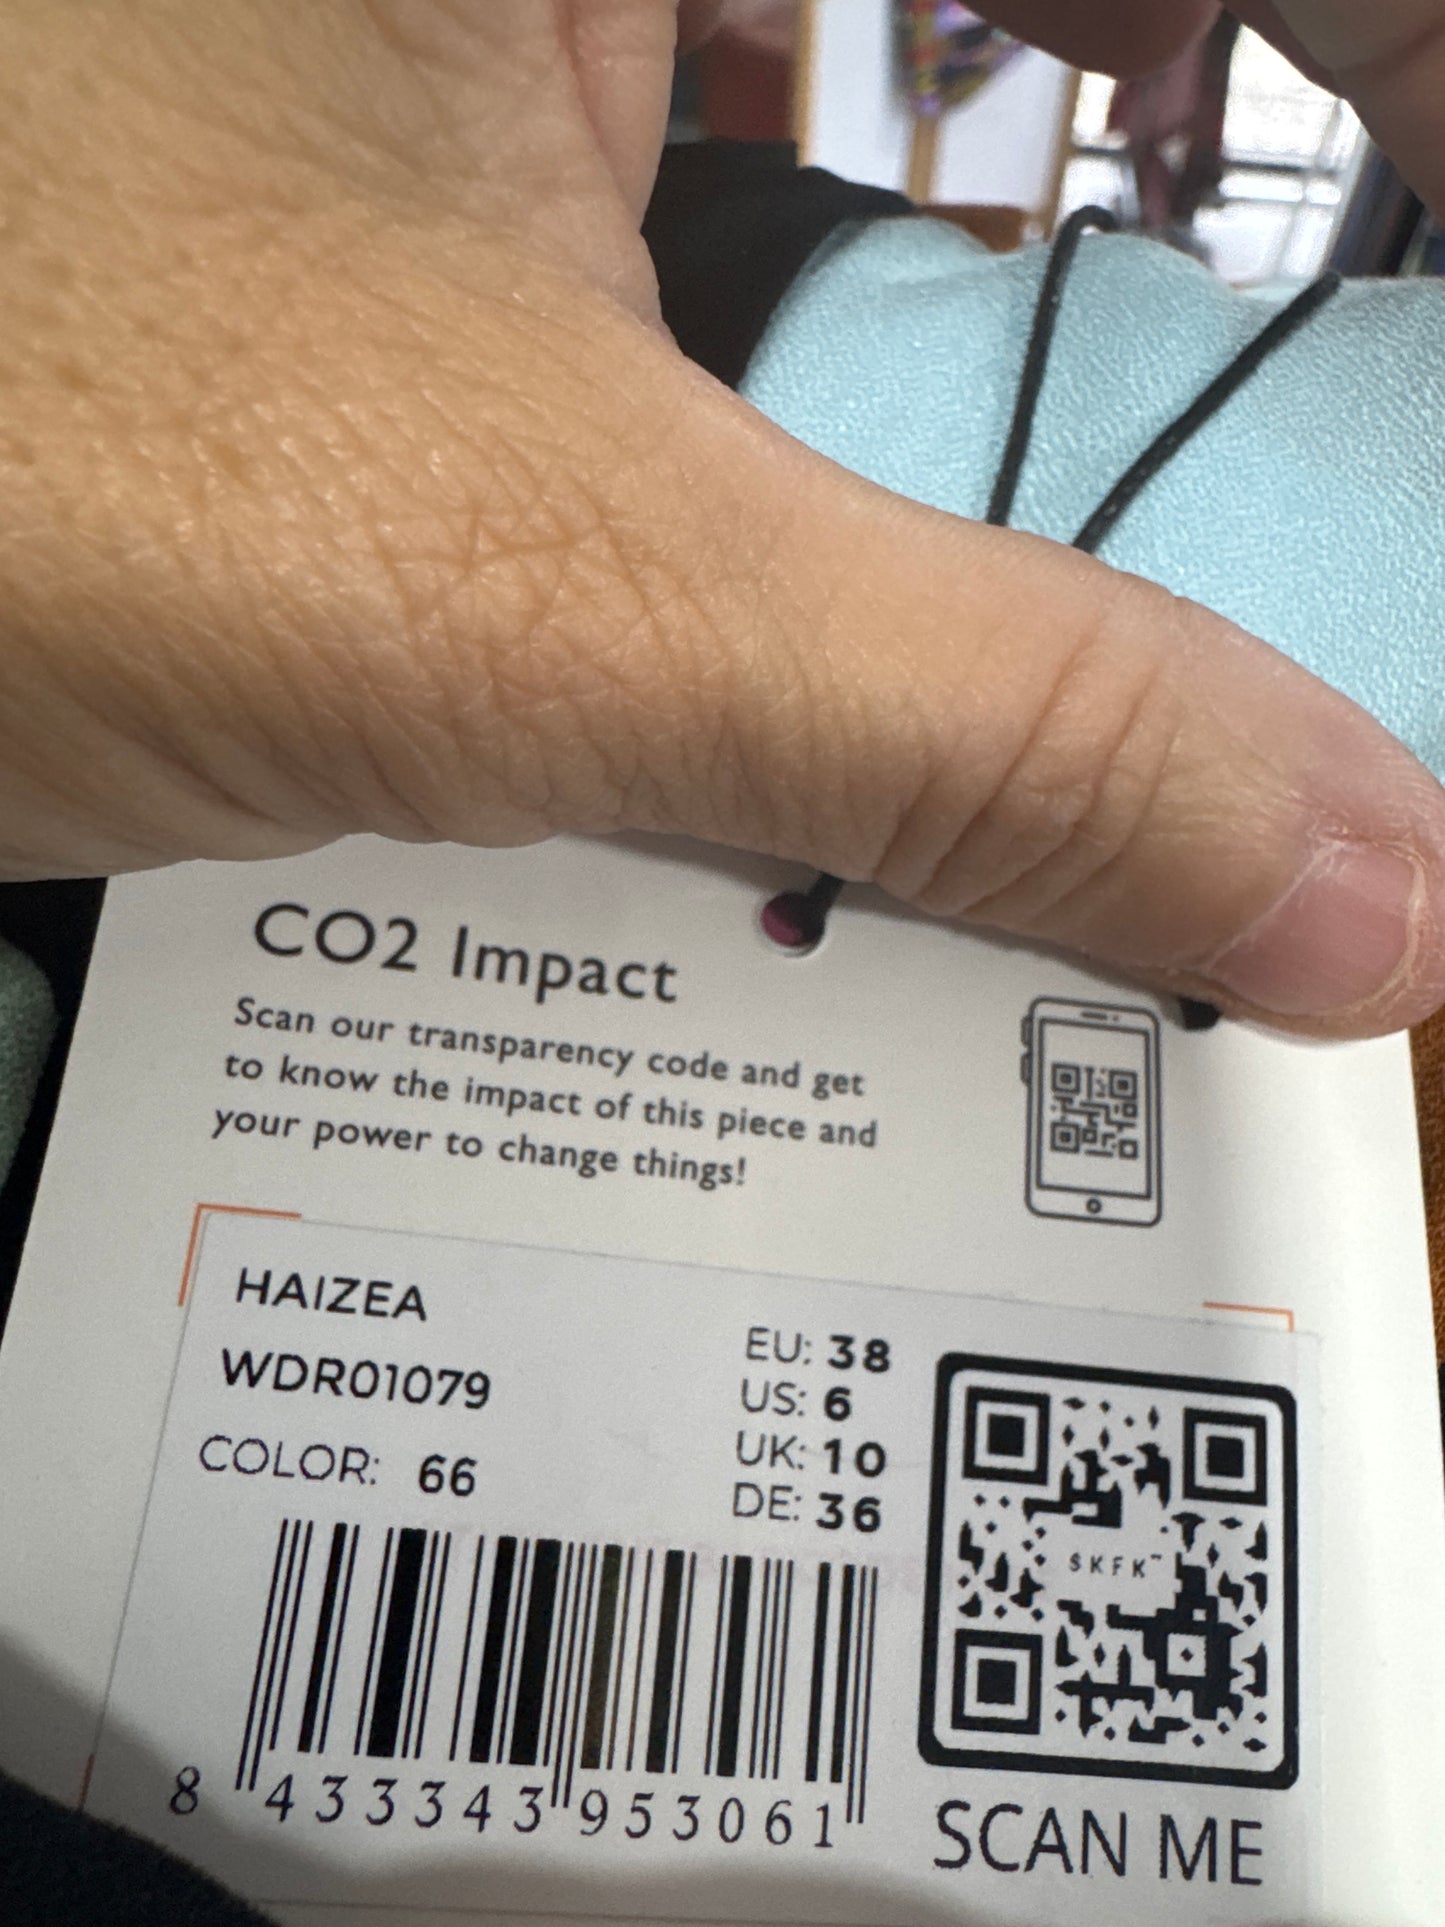 CO2 Impact
Scan our transparency code and get
to know the impact of this piece and
your power to change things!
HAIZEA
WDR01079
COLOR: 66
EU: 38
US: 6
UK: 10
DE: 36
SKFK™
8 433343 953061
SCAN ME